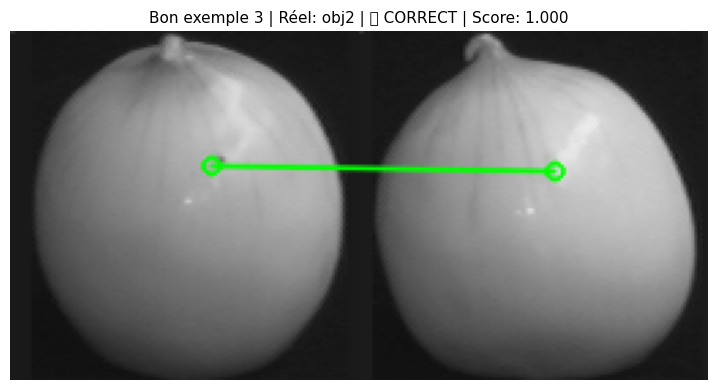 Bon exemple 3 | Réel: obj2 | ▯ CORRECT | Score: 1.000